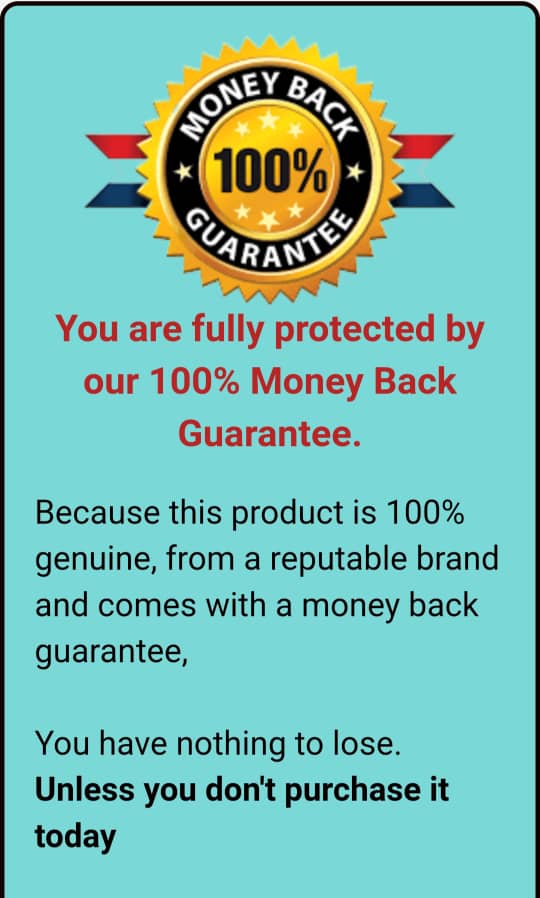 MONEY BACK
100%
GUARANTEE
You are fully protected by
our 100% Money Back
Guarantee.
Because this product is 100%
genuine, from a reputable brand
and comes with a money back
guarantee,
You have nothing to lose.
Unless you don't purchase it
today